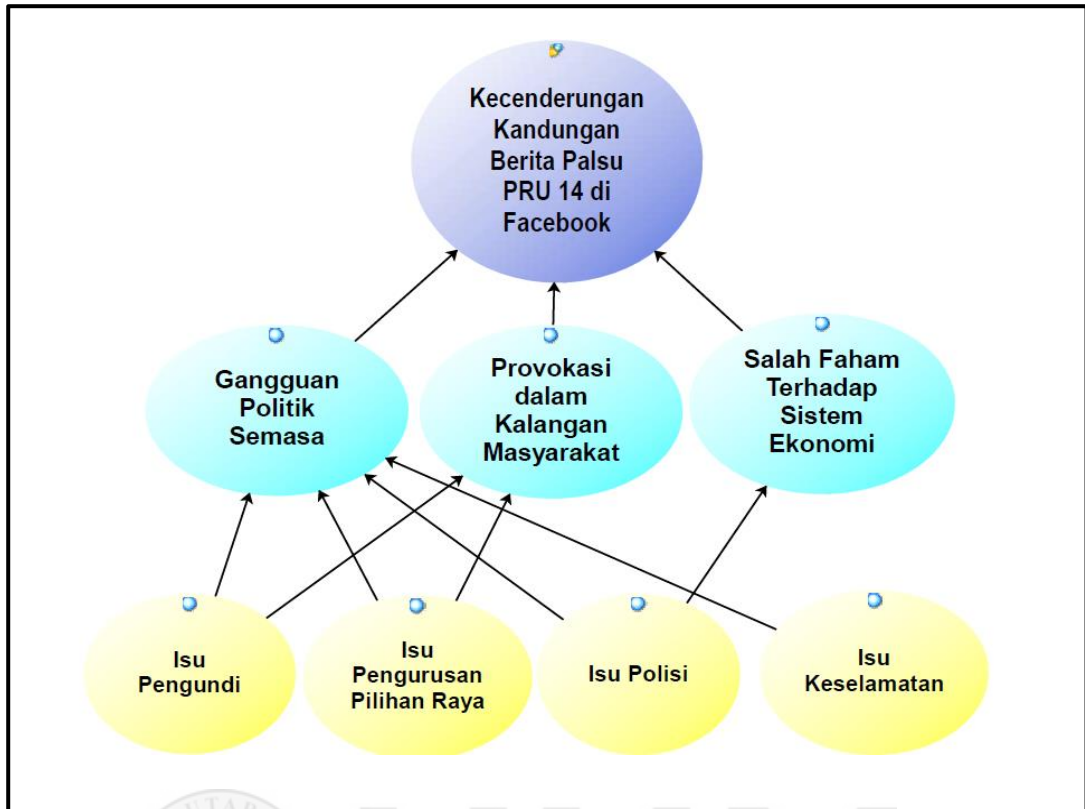 Kecenderungan
Kandungan
Berita Palsu
PRU 14 di
Facebook
Gangguan
Politik
Semasa
Provokasi
dalam
Kalangan
Masyarakat
Salah Faham
Terhadap
Sistem
Ekonomi
Isu
Pengundi
Isu
Pengurusan
Pilihan Raya
Isu Polisi
Isu
Keselamatan